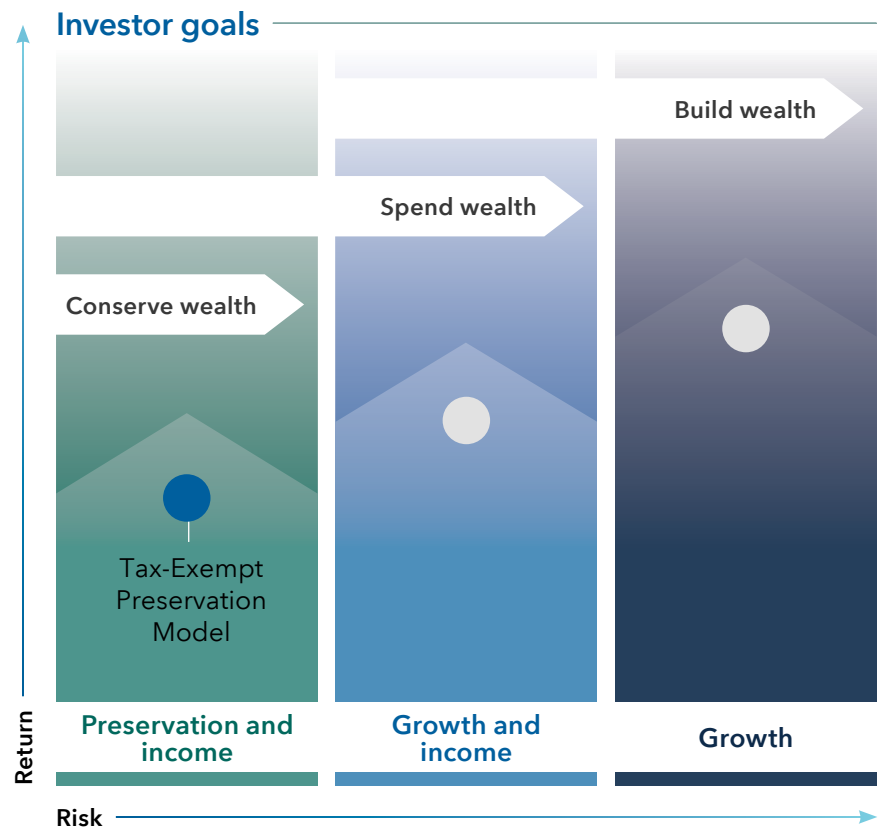 Investor goals
Build wealth
Spend wealth
Conserve wealth
Tax-Exempt
Preservation
Model
Return
Preservation and
income
Growth and
income
Growth
Risk